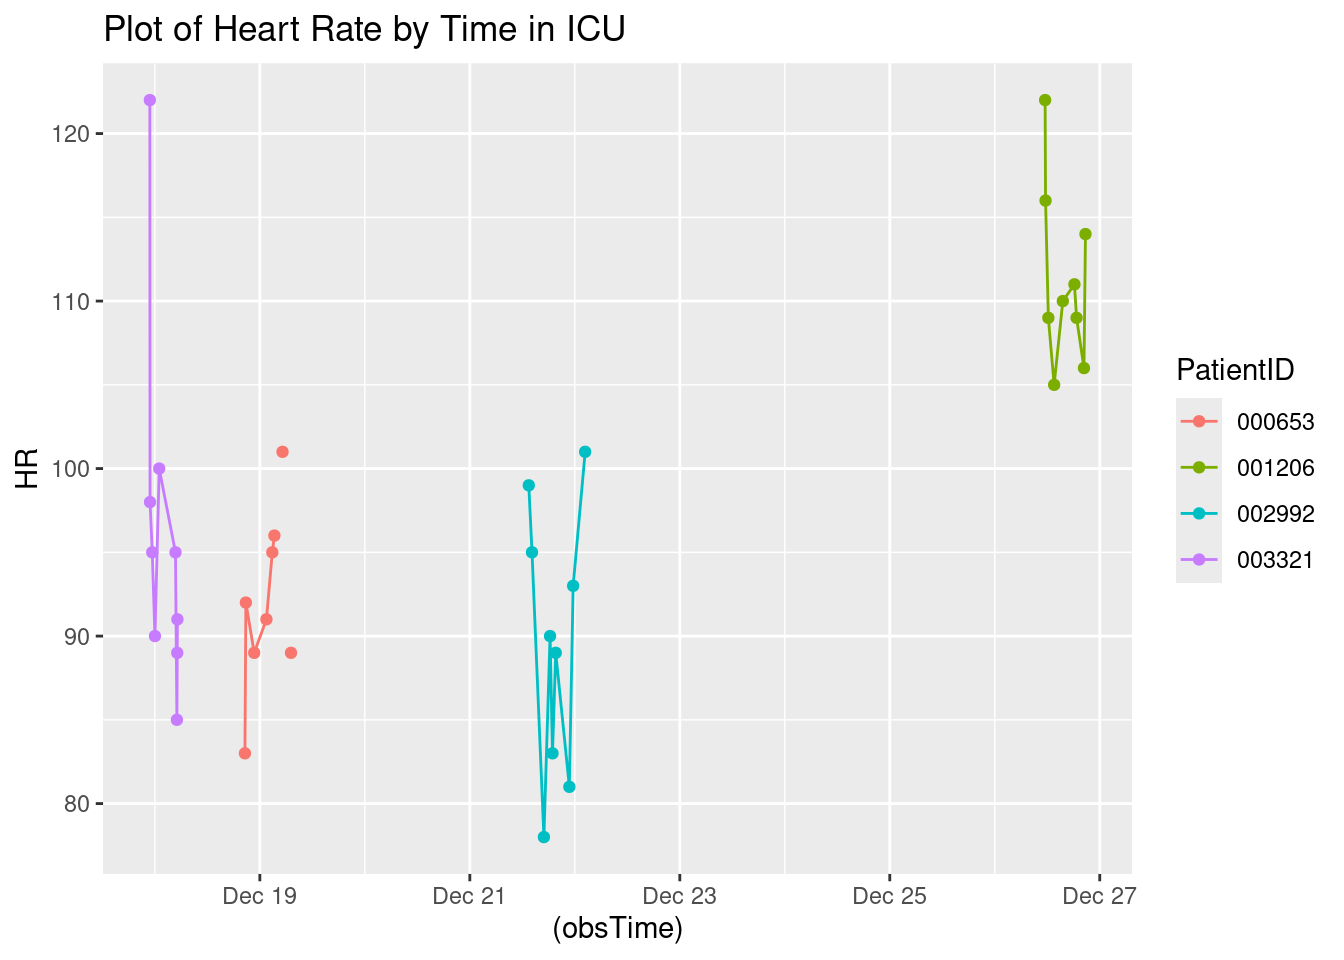 Plot of Heart Rate by Time in ICU
120
110
100
90
80
HR
Dec 19 Dec 21 Dec 23 Dec 25 Dec 27
(obsTime)
PatientID
000653
001206
002992
003321